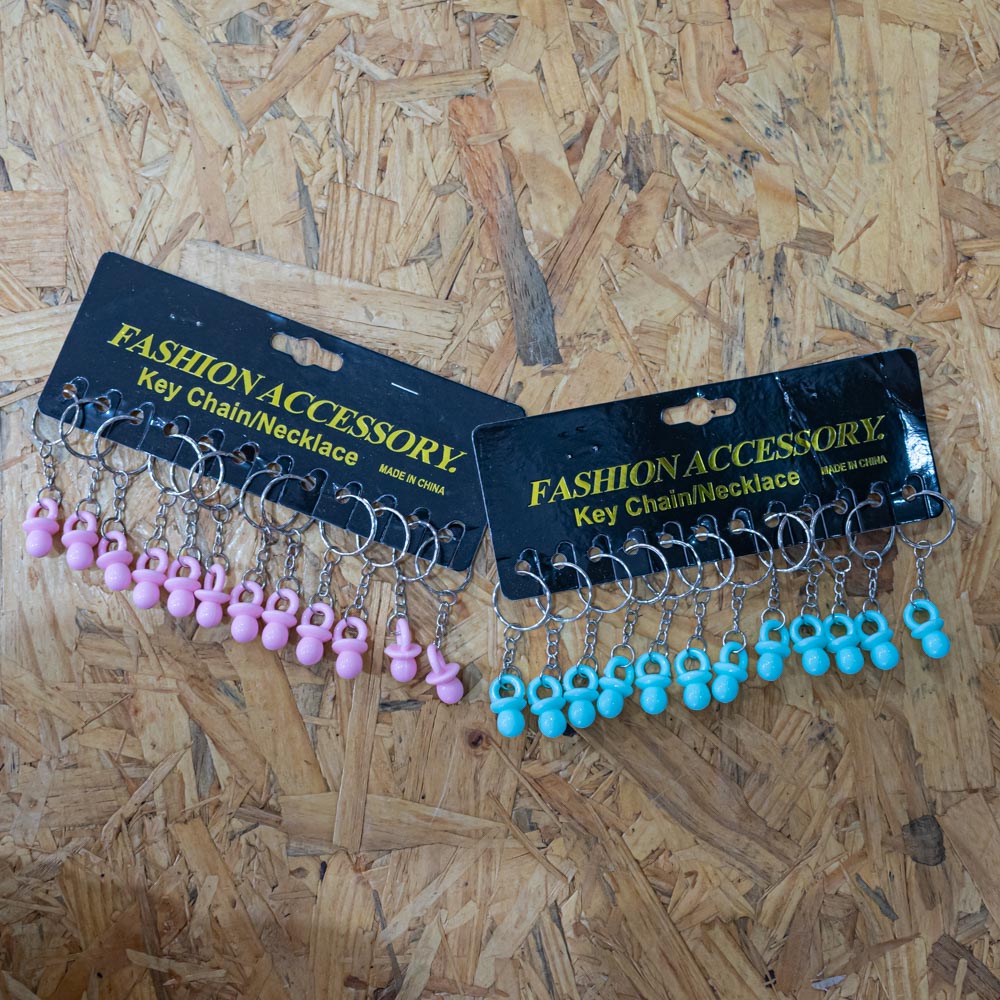 FASHION ACCESSORY.
Key Chain/Necklace
MADE IN CHINA
FASHION ACCESSORY.
Key Chain/Necklace
MADE IN CHINA